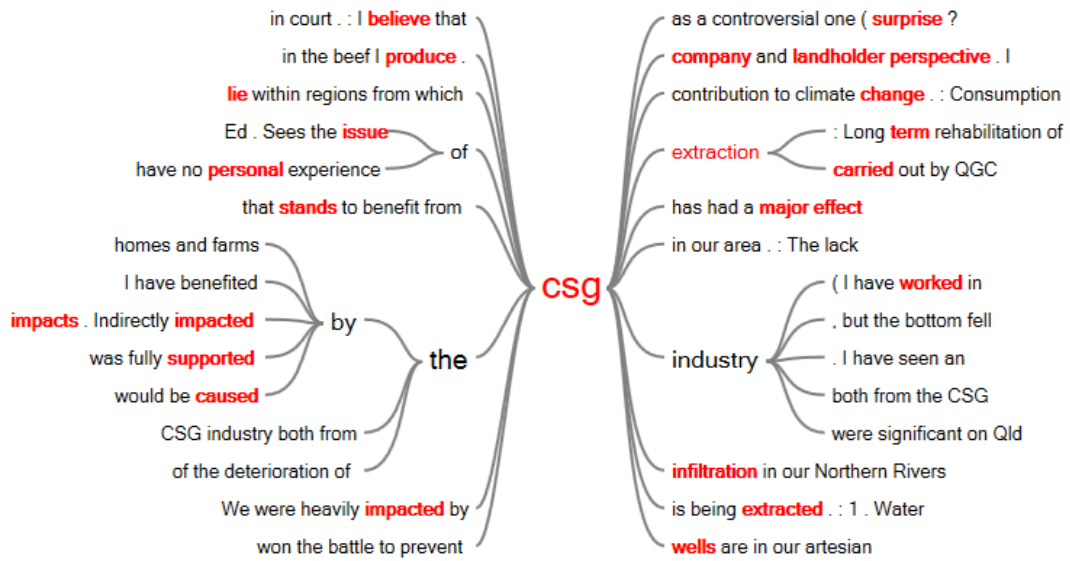 in court . : I believe that
in the beef I produce .
lie within regions from which
Ed . Sees the issue
have no personal experience
of
that stands to benefit from
homes and farms
I have benefited
impacts . Indirectly impacted
was fully supported
would be caused
by
CSG industry both from
of the deterioration of
the
We were heavily impacted by
won the battle to prevent
csg
as a controversial one ( surprise ?
company and landholder perspective . I
contribution to climate change . : Consumption
extraction
: Long term rehabilitation of
carried out by QGC
has had a major effect
in our area . : The lack
industry
( I have worked in
, but the bottom fell
. I have seen an
both from the CSG
were significant on Qld
infiltration in our Northern Rivers
is being extracted . : 1 . Water
wells are in our artesian